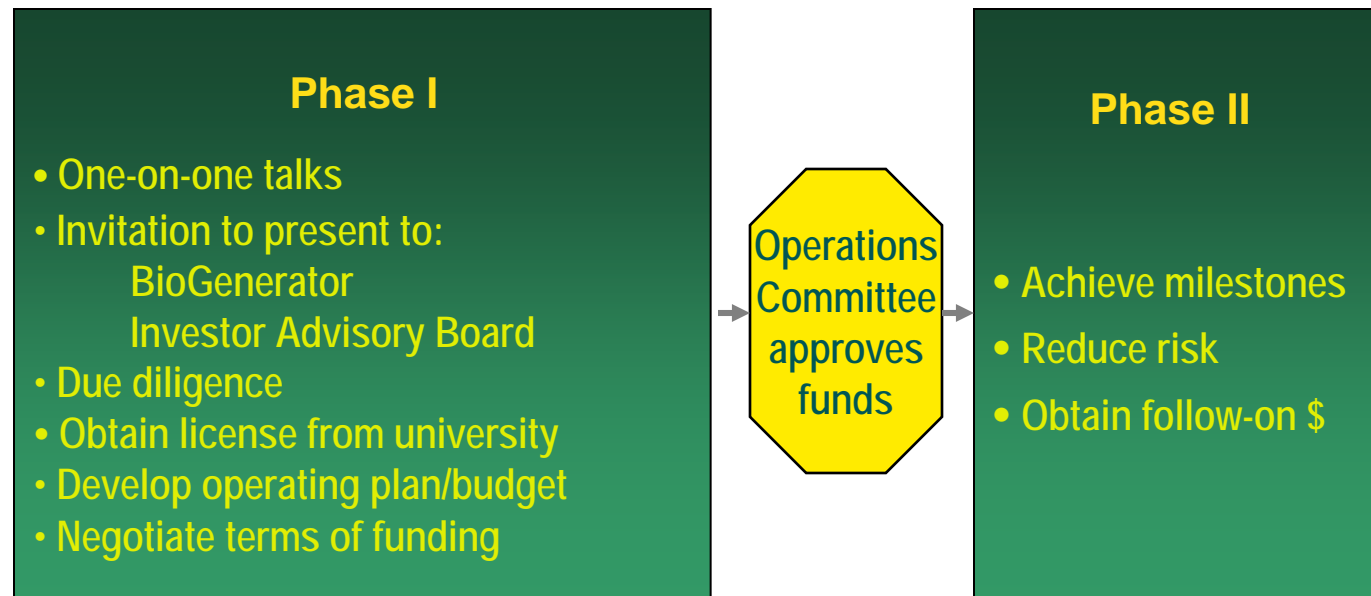 Phase I
• One-on-one talks
• Invitation to present to:
BioGenerator
Investor Advisory Board
• Due diligence
• Obtain license from university
• Develop operating plan/budget
• Negotiate terms of funding
Operations
Committee
approves
funds
Phase II
• Achieve milestones
• Reduce risk
• Obtain follow-on $